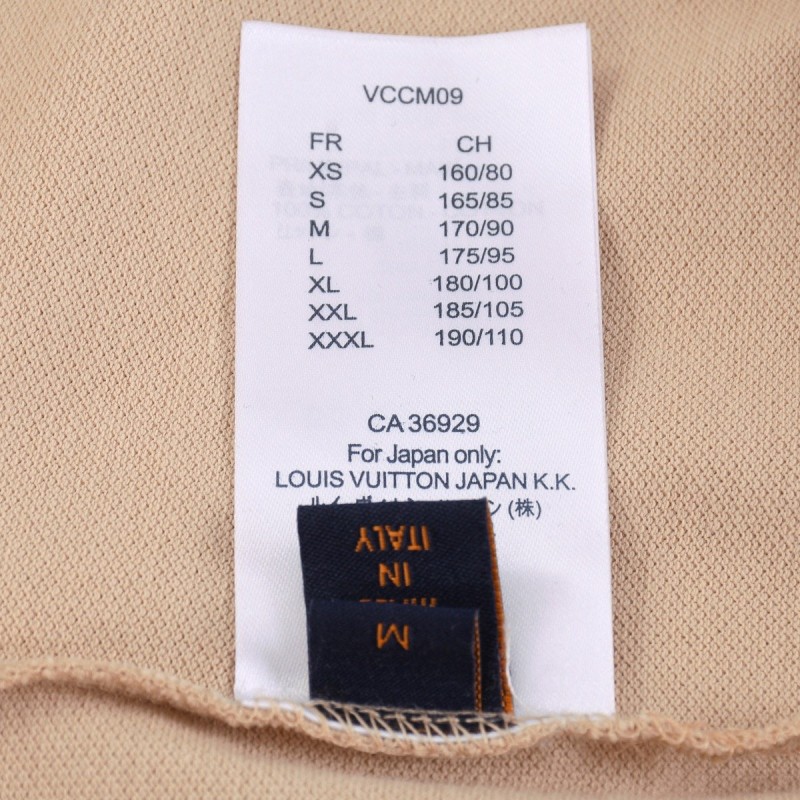 VCCM09
FR CH
XS 160/80
S 165/85
M 170/90
L 175/95
XL 180/100
XXL 185/105
XXXL 190/110
CA 36929
For Japan only:
LOUIS VUITTON JAPAN K.K.
ン (株)
ITALY
IN
M